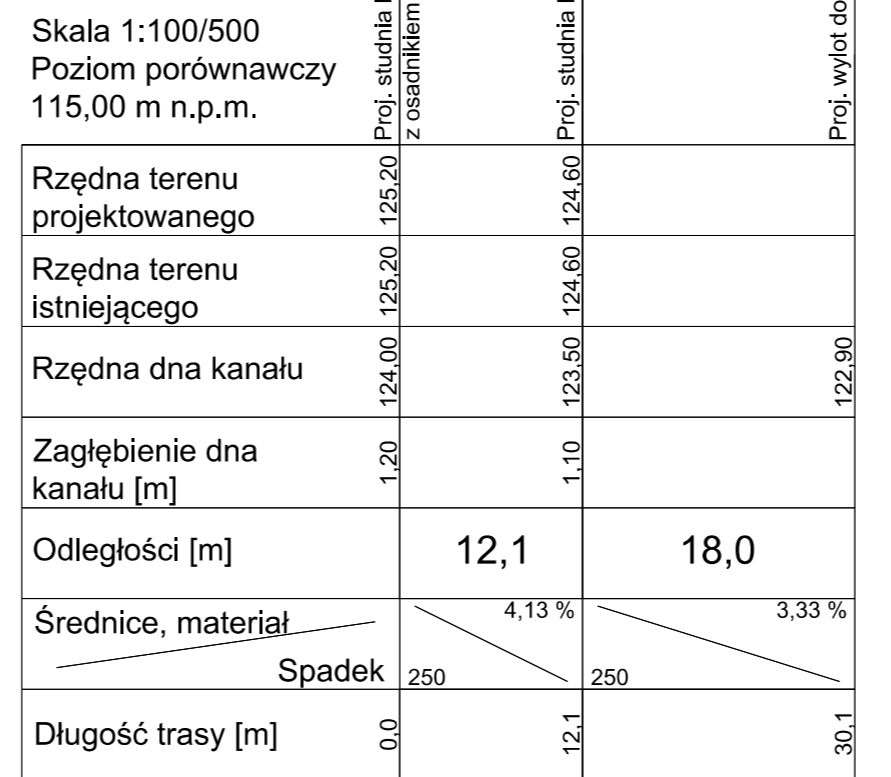 Skala 1:100/500
Poziom porównawczy
115,00 m n.p.m.
Proj. studnia
z osadnikiem
Proj. studnia
Proj. wylot do
Rzędna terenu
projektowanego
125,20
124,60
Rzędna terenu
istniejącego
125,20
124,60
Rzędna dna kanału
124,00
123,50
122,90
Zagłębienie dna
kanału [m]
1,20
1,10
Odległości [m]
12,1
18,0
Średnice, materiał
Spadek
4,13 %
250
3,33 %
250
Długość trasy [m]
0,0
12,1
30,1